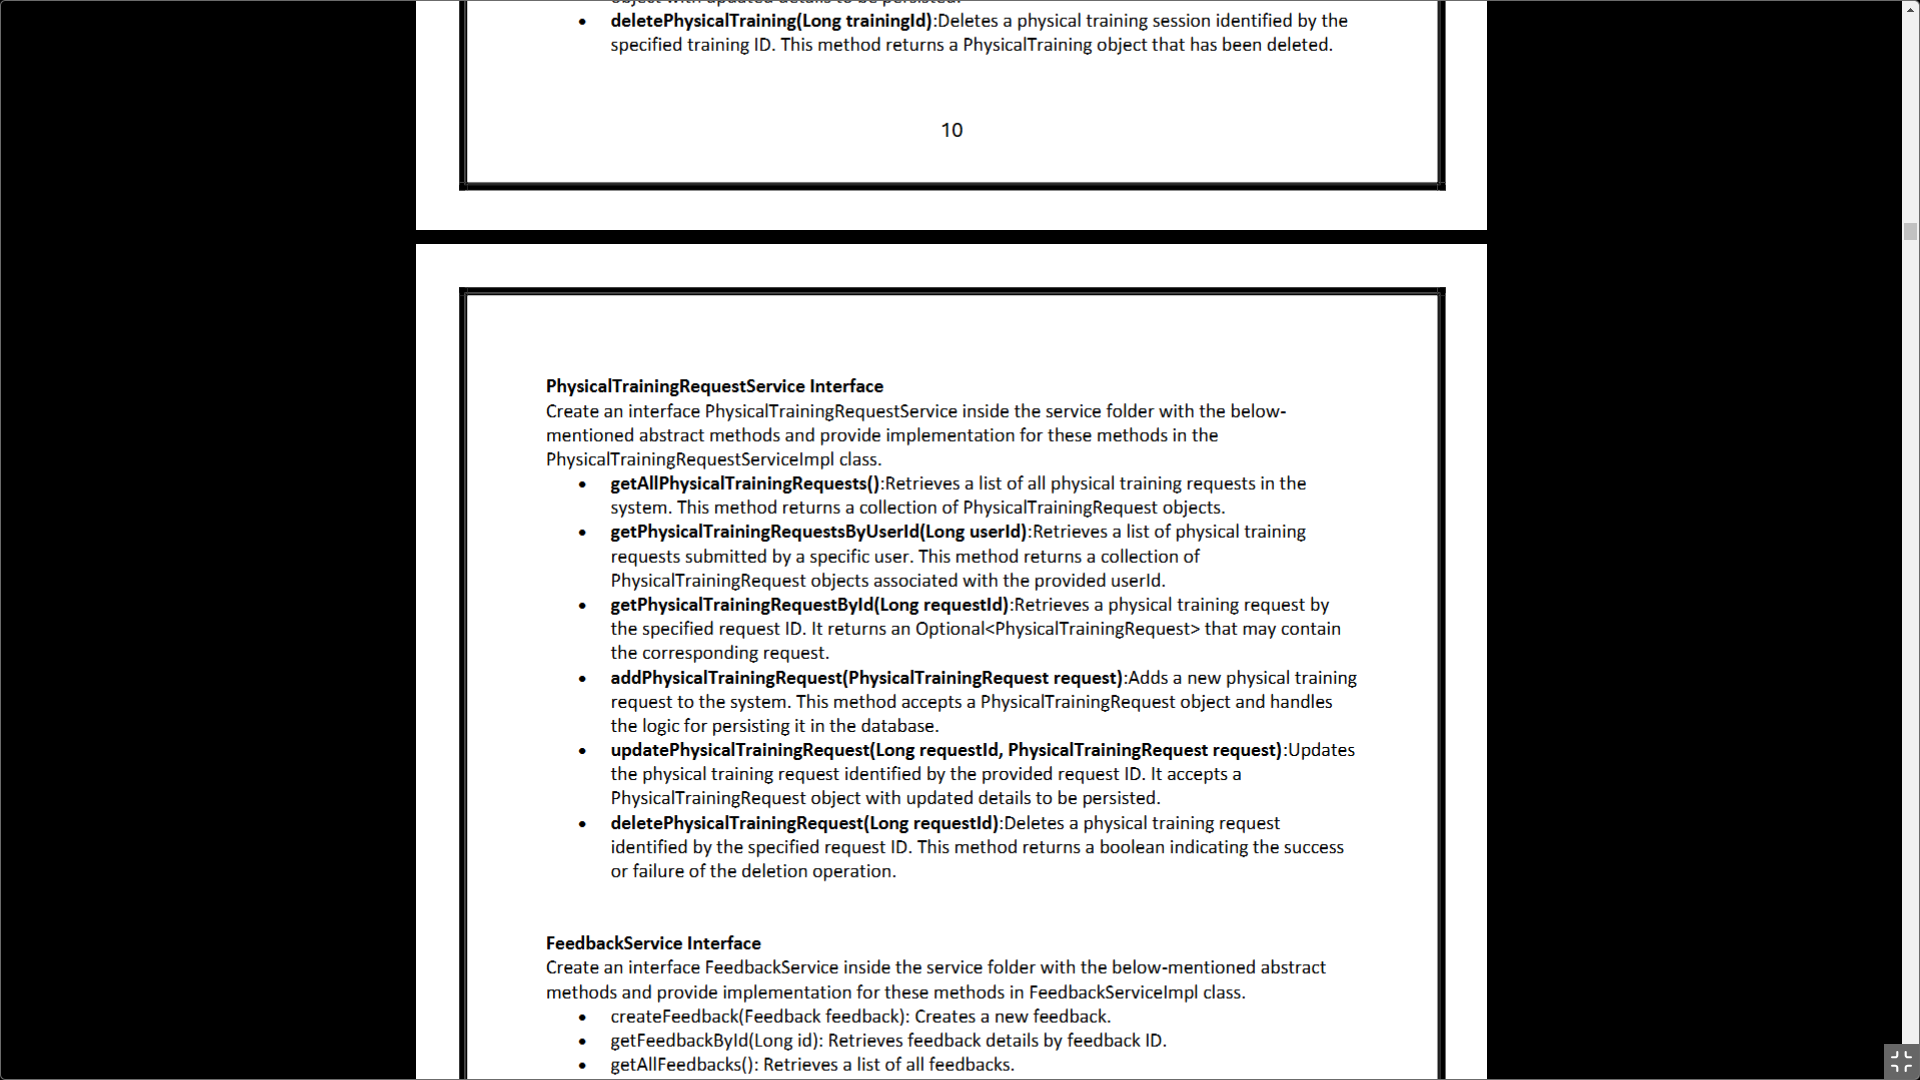 deletePhysicalTraining(Long trainingId):Deletes a physical training session identified by the
specified training ID. This method returns a PhysicalTraining object that has been deleted.
10
PhysicalTrainingRequestService Interface
Create an interface PhysicalTrainingRequestService inside the service folder with the below-
mentioned abstract methods and provide implementation for these methods in the
PhysicalTrainingRequestServiceImpl class.
• getAllPhysicalTrainingRequests():Retrieves a list of all physical training requests in the
system. This method returns a collection of PhysicalTrainingRequest objects.
• getPhysicalTrainingRequestsByUserId(Long userId):Retrieves a list of physical training
requests submitted by a specific user. This method returns a collection of
PhysicalTrainingRequest objects associated with the provided userId.
• getPhysicalTrainingRequestById(Long requestId):Retrieves a physical training request by
the specified request ID. It returns an Optional<PhysicalTrainingRequest> that may contain
the corresponding request.
• addPhysicalTrainingRequest(PhysicalTrainingRequest request):Adds a new physical training
request to the system. This method accepts a PhysicalTrainingRequest object and handles
the logic for persisting it in the database.
• updatePhysicalTrainingRequest(Long requestId, PhysicalTrainingRequest request):Updates
the physical training request identified by the provided request ID. It accepts a
PhysicalTrainingRequest object with updated details to be persisted.
• deletePhysicalTrainingRequest(Long requestId):Deletes a physical training request
identified by the specified request ID. This method returns a boolean indicating the success
or failure of the deletion operation.
FeedbackService Interface
Create an interface FeedbackService inside the service folder with the below-mentioned abstract
methods and provide implementation for these methods in FeedbackServiceImpl class.
• createFeedback(Feedback feedback): Creates a new feedback.
• getFeedbackById(Long id): Retrieves feedback details by feedback ID.
• getAllFeedbacks(): Retrieves a list of all feedbacks.